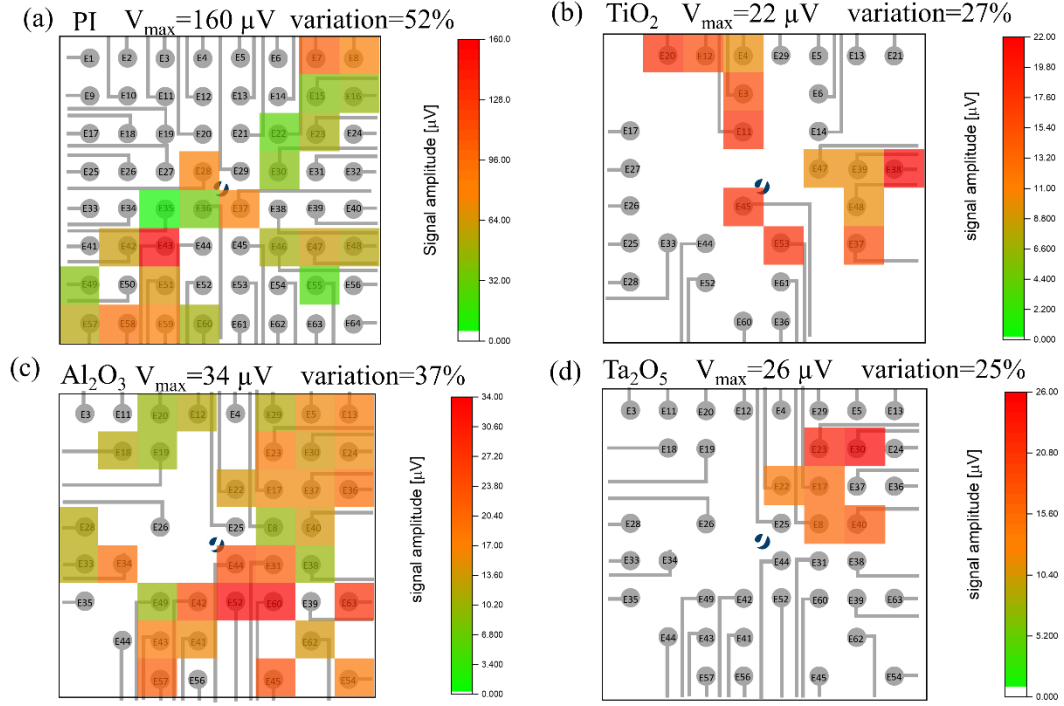 (a) PI Vmax=160 µV variation=52%
E1 E2 E3 E4 E5 E6 E7 E8
E9 E10 E11 E12 E13 E14 E15 E16
E17 E18 E19 E20 E21 E22 E23 E24
E25 E26 E27 E28 E29 E30 E31 E32
E33 E34 E35 E36 E37 E38 E39 E40
E41 E42 E43 E44 E45 E46 E47 E48
E49 E50 E51 E52 E53 E54 E55 E56
E57 E58 E59 E60 E61 E62 E63 E64
160.0
128.0
96.00
64.00
32.00
0.000
Signal amplitude [µV]
(b) TiO2 Vmax=22 µV variation=27%
E20 E12 E4 E29 E5 E13 E21
E3 E6
E17 E11 E14
E27 E47 E39 E38
E26 E45 E48
E25 E33 E44 E53 E37
E28 E52 E61
E60 E36
22.00
19.80
17.60
15.40
13.20
11.00
8.800
6.600
4.400
2.200
0.000
signal amplitude [µV]
(c) Al2O3 Vmax=34 µV variation=37%
E3 E11 E20 E12 E4 E29 E5 E13
E18 E19 E23 E30 E24
E22 E17 E37 E36
E28 E26 E25 E8 E40
E33 E34 E44 E31 E38
E35 E49 E42 E52 E60 E39 E63
E44 E43 E41 E62
E57 E56 E45 E54
34.00
30.60
27.20
23.80
20.40
17.00
13.60
10.20
6.800
3.400
0.000
signal amplitude [µV]
(d) Ta2O5 Vmax=26 µV variation=25%
E3 E11 E20 E12 E4 E29 E5 E13
E18 E19 E23 E30 E24
E22 E17 E37 E36
E28 E26 E25 E8 E40
E33 E34 E44 E31 E38
E35 E49 E42 E52 E60 E39 E63
E44 E43 E41 E62
E57 E56 E45 E54
26.00
20.80
15.60
10.40
5.200
0.000
signal amplitude [µV]